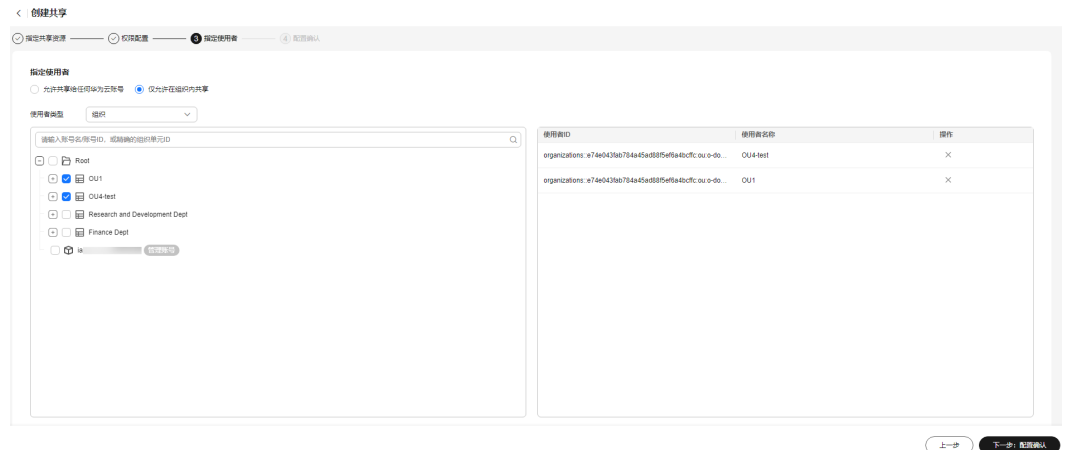 创建共享
指定共享资源 权限配置 3 指定使用者 4 配置确认
指定使用者
允许共享给任何华为云账号 仅允许在组织内共享
使用者类型 组织
请输入账号名/账号ID、或精确的组织单元ID
Root
OU1
OU4-test
Research and Development Dept
Finance Dept
ia 管理账号
使用者ID 使用者名称 操作
organizations::e74e043fab784a45ad88f5ef6a4bcffc:ou:o-do... OU4-test
organizations::e74e043fab784a45ad88f5ef6a4bcffc:ou:o-do... OU1
上一步 下一步：配置确认